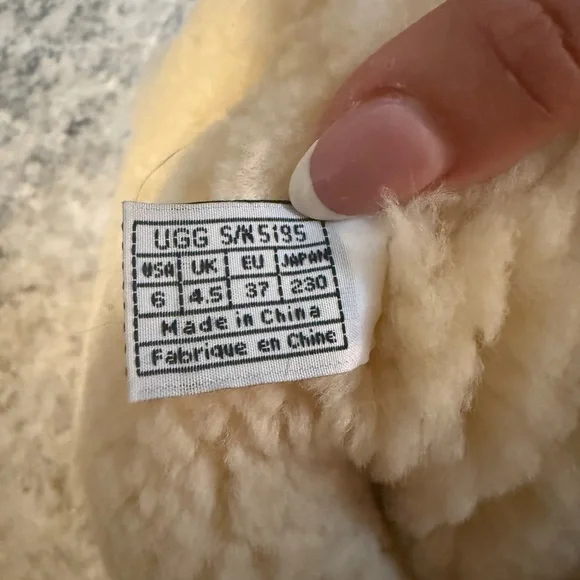 UGG S/N 5195
USA UK EU JAPAN
6 4.5 37 230
Made in China
Fabrique en Chine